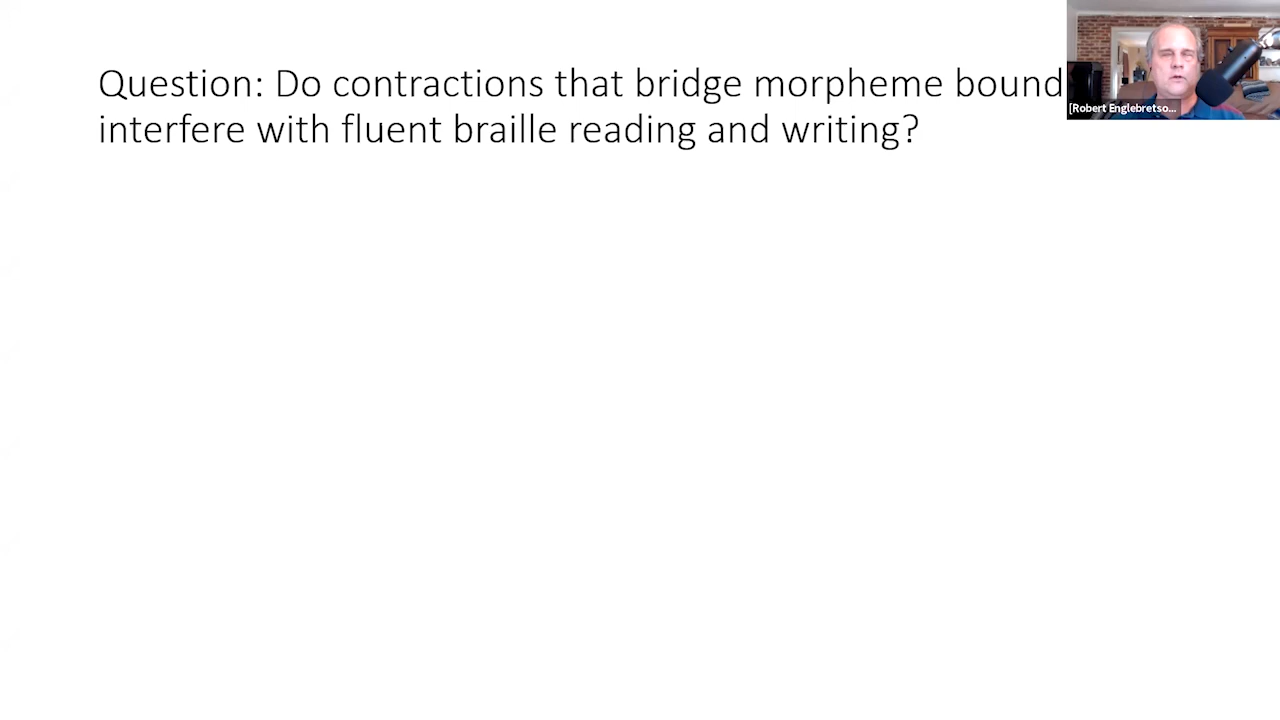 Question: Do contractions that bridge morpheme bound
interfere with fluent braille reading and writing?
[Robert Englebretso...